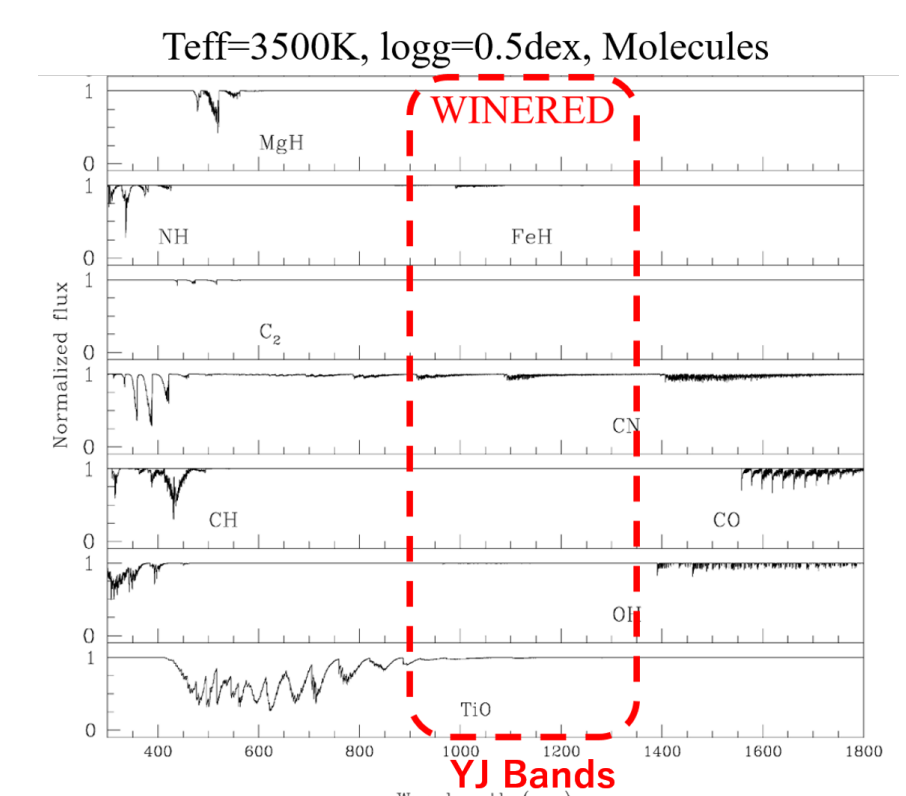 Teff=3500K, logg=0.5dex, Molecules
WINERED
1
MgH
0
1
NH FeH
0
1
C₂
0
Normalized flux
1
CN
0
1
CH CO
0
1
OH
0
1
TiO
0
400 600 800 1000 1200 1400 1600 1800
YJ Bands